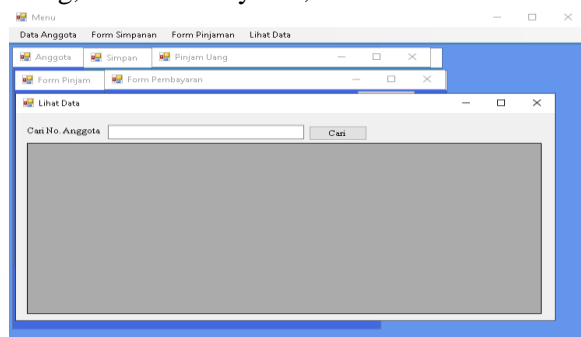 Menu
Data Anggota Form Simpanan Form Pinjaman Lihat Data
Anggota Simpan Pinjam Uang
Form Pinjam Form Pembayaran
Lihat Data
Cari No. Anggota Cari